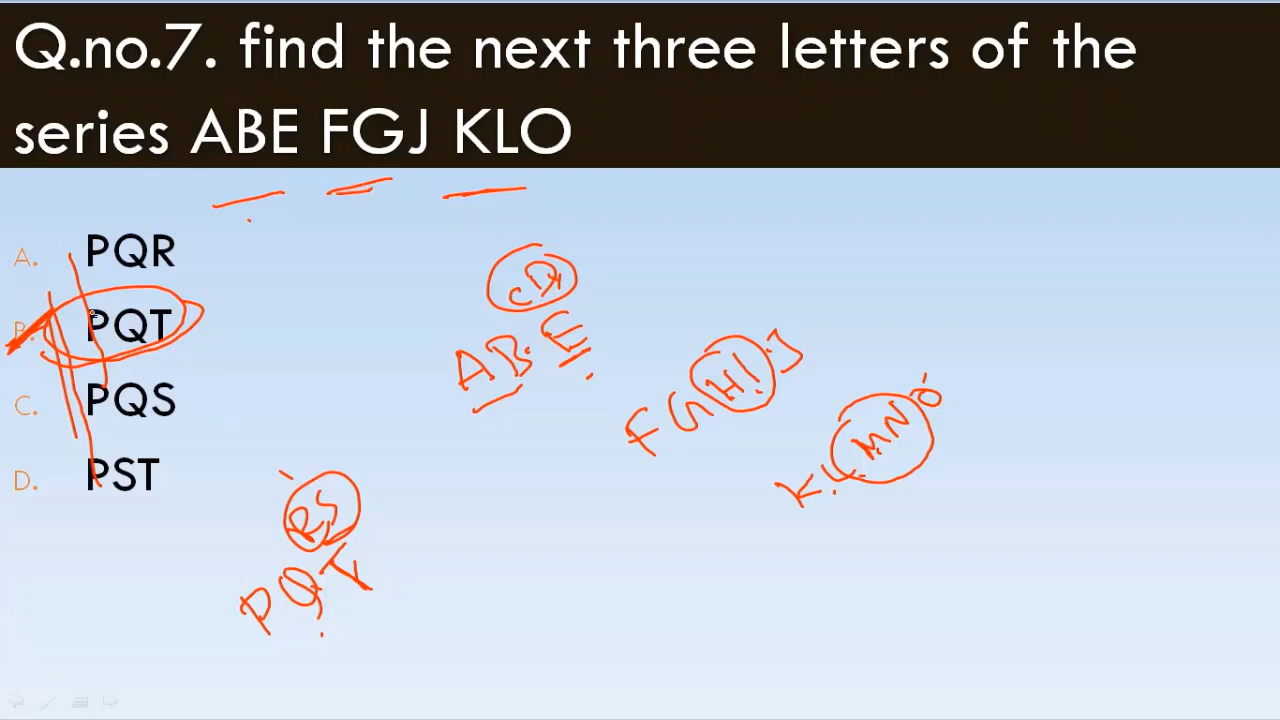 Q.no.7. find the next three letters of the
series ABE FGJ KLO
A. PQR
B. PQT
C. PQS
D. PST
CD
ABE
FGHIJ
KLMNO
RS
PQT